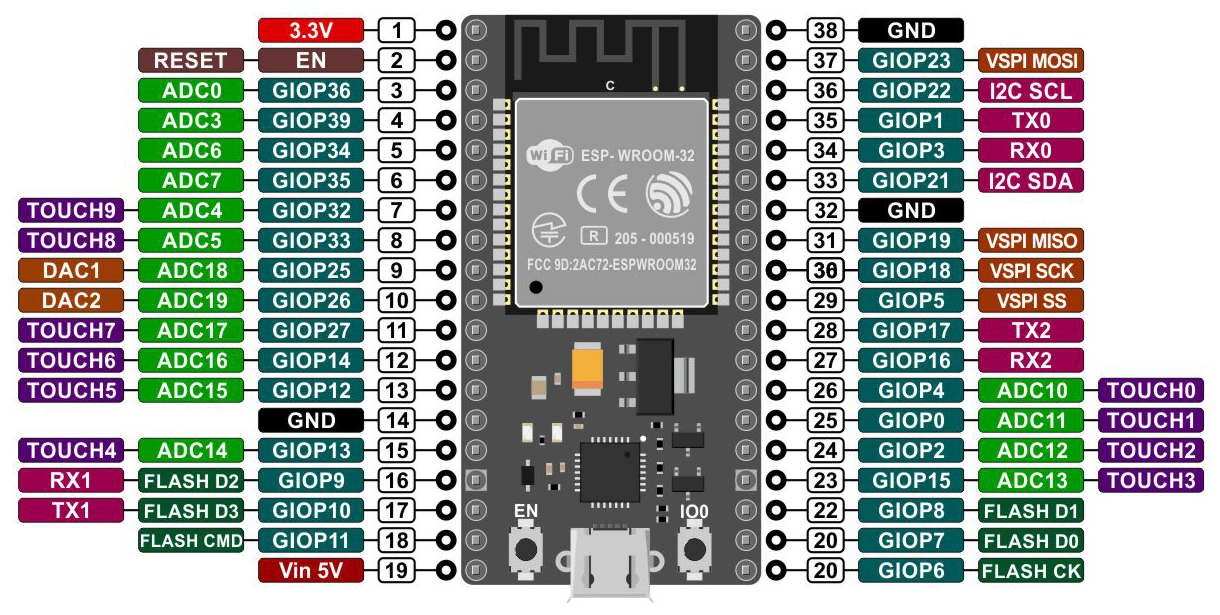 3.3V 1 38 GND
RESET EN 2 37 GIOP23 VSPI MOSI
ADC0 GIOP36 3 36 GIOP22 I2C SCL
C
ADC3 GIOP39 4 35 GIOP1 TX0
ADC6 GIOP34 5 WiFi ESP- WROOM-32 34 GIOP3 RX0
ADC7 GIOP35 6 CE 33 GIOP21 I2C SDA
TOUCH9 ADC4 GIOP32 7 32 GND
TOUCH8 ADC5 GIOP33 8 R 205 - 000519 31 GIOP19 VSPI MISO
DAC1 ADC18 GIOP25 9 FCC 9D:2AC72-ESPWROOM32 30 GIOP18 VSPI SCK
DAC2 ADC19 GIOP26 10 29 GIOP5 VSPI SS
TOUCH7 ADC17 GIOP27 11 28 GIOP17 TX2
TOUCH6 ADC16 GIOP14 12 27 GIOP16 RX2
TOUCH5 ADC15 GIOP12 13 26 GIOP4 ADC10 TOUCH0
GND 14 25 GIOP0 ADC11 TOUCH1
TOUCH4 ADC14 GIOP13 15 24 GIOP2 ADC12 TOUCH2
RX1 FLASH D2 GIOP9 16 23 GIOP15 ADC13 TOUCH3
TX1 FLASH D3 GIOP10 17 EN IO0 22 GIOP8 FLASH D1
FLASH CMD GIOP11 18 20 GIOP7 FLASH D0
Vin 5V 19 20 GIOP6 FLASH CK